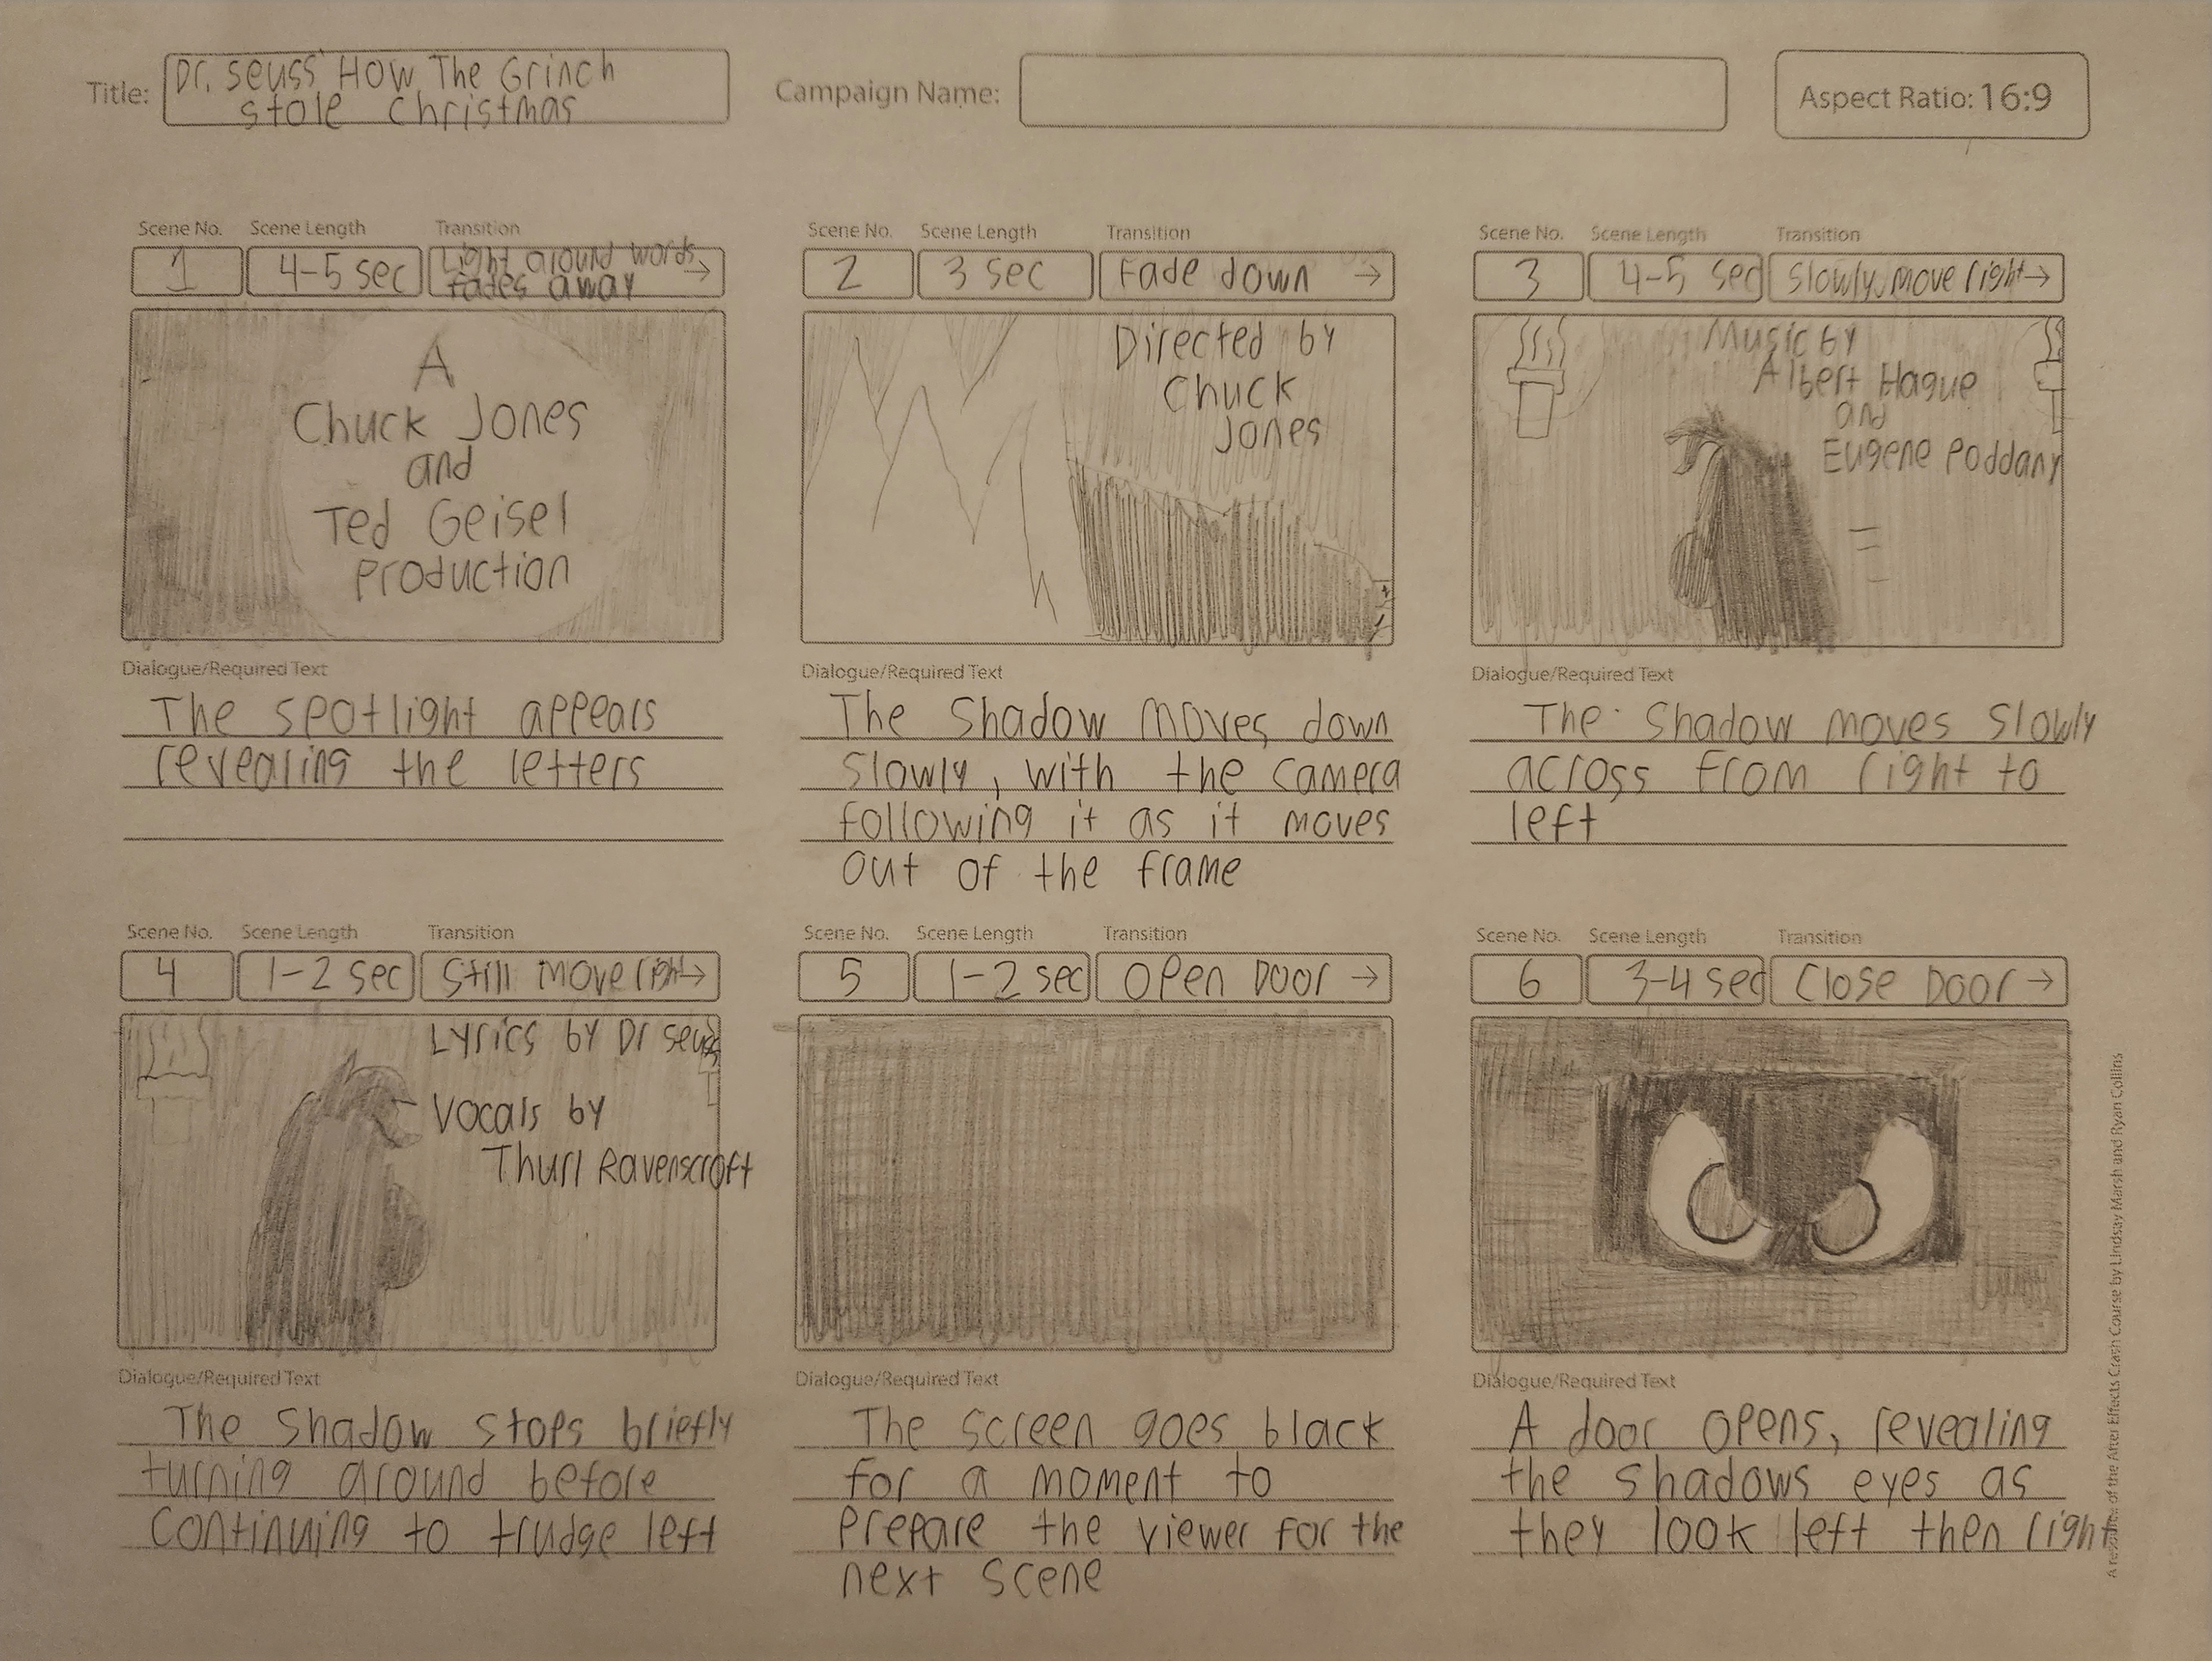 Title:
Dr. Seuss' How The Grinch
Stole Christmas
Campaign Name:
Aspect Ratio: 16:9
Scene No. Scene Length Transition
1 4-5 sec Light around words
fades away →
A
Chuck Jones
and
Ted Geisel
Production
Dialogue/Required Text
The spotlight appears
revealing the letters
Scene No. Scene Length Transition
2 3 sec Fade down →
Directed by
Chuck
Jones
Dialogue/Required Text
The Shadow moves down
slowly, with the camera
following it as it moves
out of the frame
Scene No. Scene Length Transition
3 4-5 sec slowly move right →
Music by
Albert Hague
and
Eugene Poddany
Dialogue/Required Text
The Shadow moves slowly
across from right to
left
Scene No. Scene Length Transition
4 1-2 sec Still move right →
Lyrics by Dr Seuss
Vocals by
Thurl Ravenscroft
Dialogue/Required Text
The Shadow stops briefly
turning around before
continuing to trudge left
Scene No. Scene Length Transition
5 1-2 sec Open Door →
Dialogue/Required Text
The screen goes black
for a moment to
prepare the viewer for the
next scene
Scene No. Scene Length Transition
6 3-4 sec Close Door →
Dialogue/Required Text
A door opens, revealing
the shadows eyes as
they look left then right
A resource of the After Effects Crash Course by Lindsay Marsh and Ryan Collins